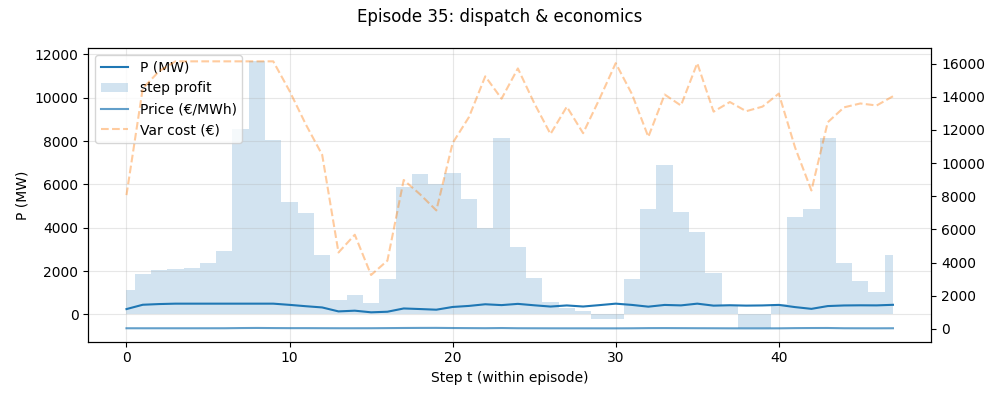 Episode 35: dispatch & economics
P (MW)
step profit
Price (€/MWh)
Var cost (€)
12000
10000
8000
6000
4000
2000
0
P (MW)
16000
14000
12000
10000
8000
6000
4000
2000
0
0 10 20 30 40
Step t (within episode)